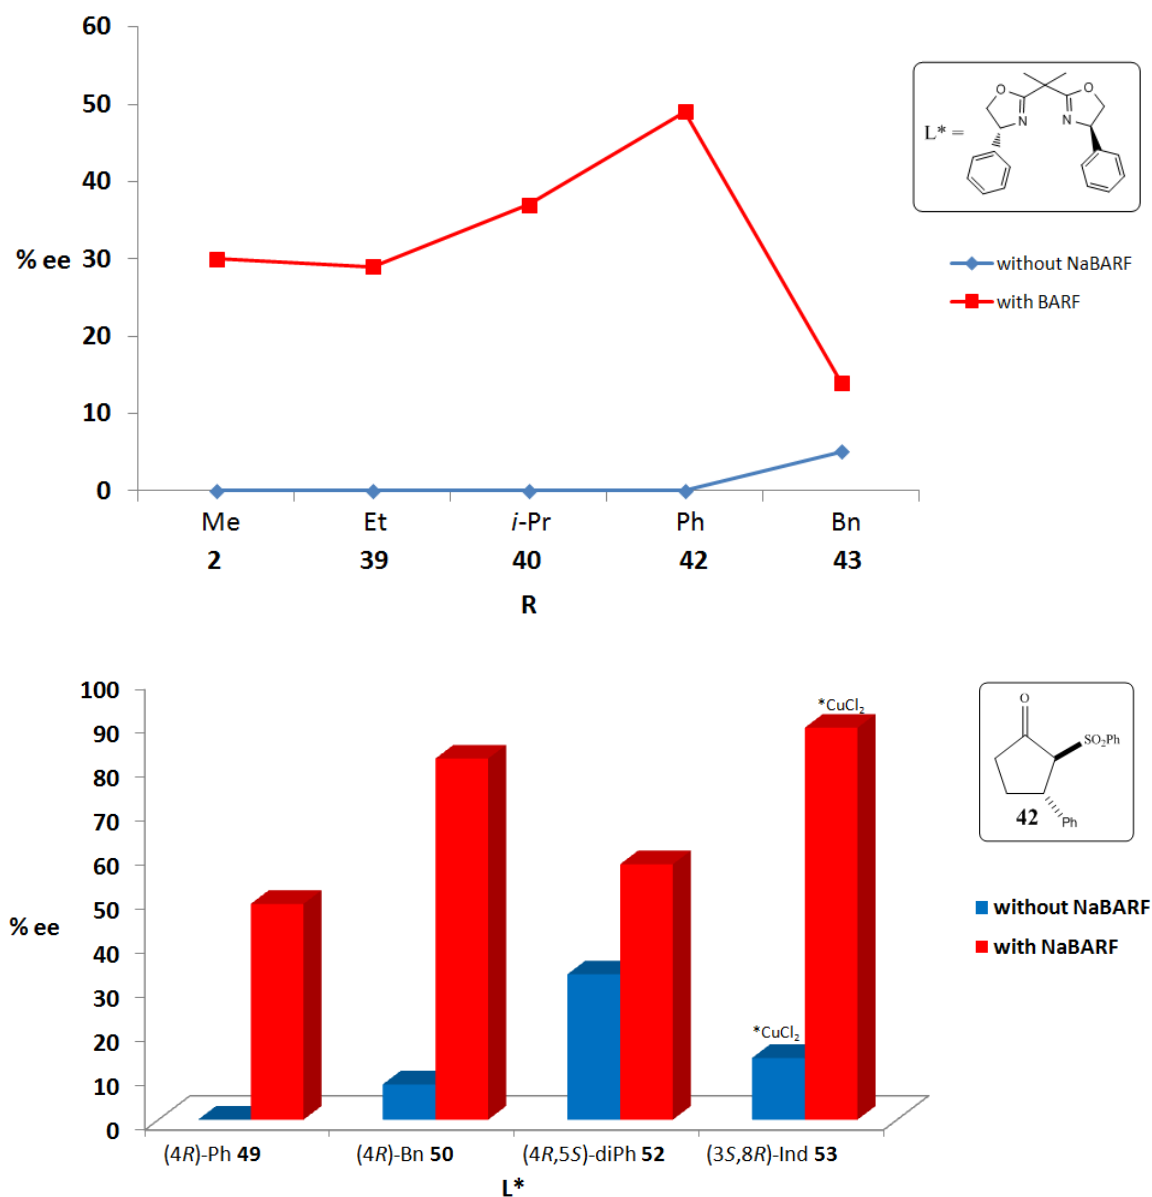 60
50
40
% ee 30
20
10
0
Me Et i-Pr Ph Bn
2 39 40 42 43
R
L* =
O
O
N
N
without NaBARF
with BARF
100
90
80
70
60
50
% ee
40
30
20
10
0
*CuCl2
*CuCl2
(4R)-Ph 49 (4R)-Bn 50 (4R,5S)-diPh 52 (3S,8R)-Ind 53
L*
O
SO2Ph
42
Ph
without NaBARF
with NaBARF